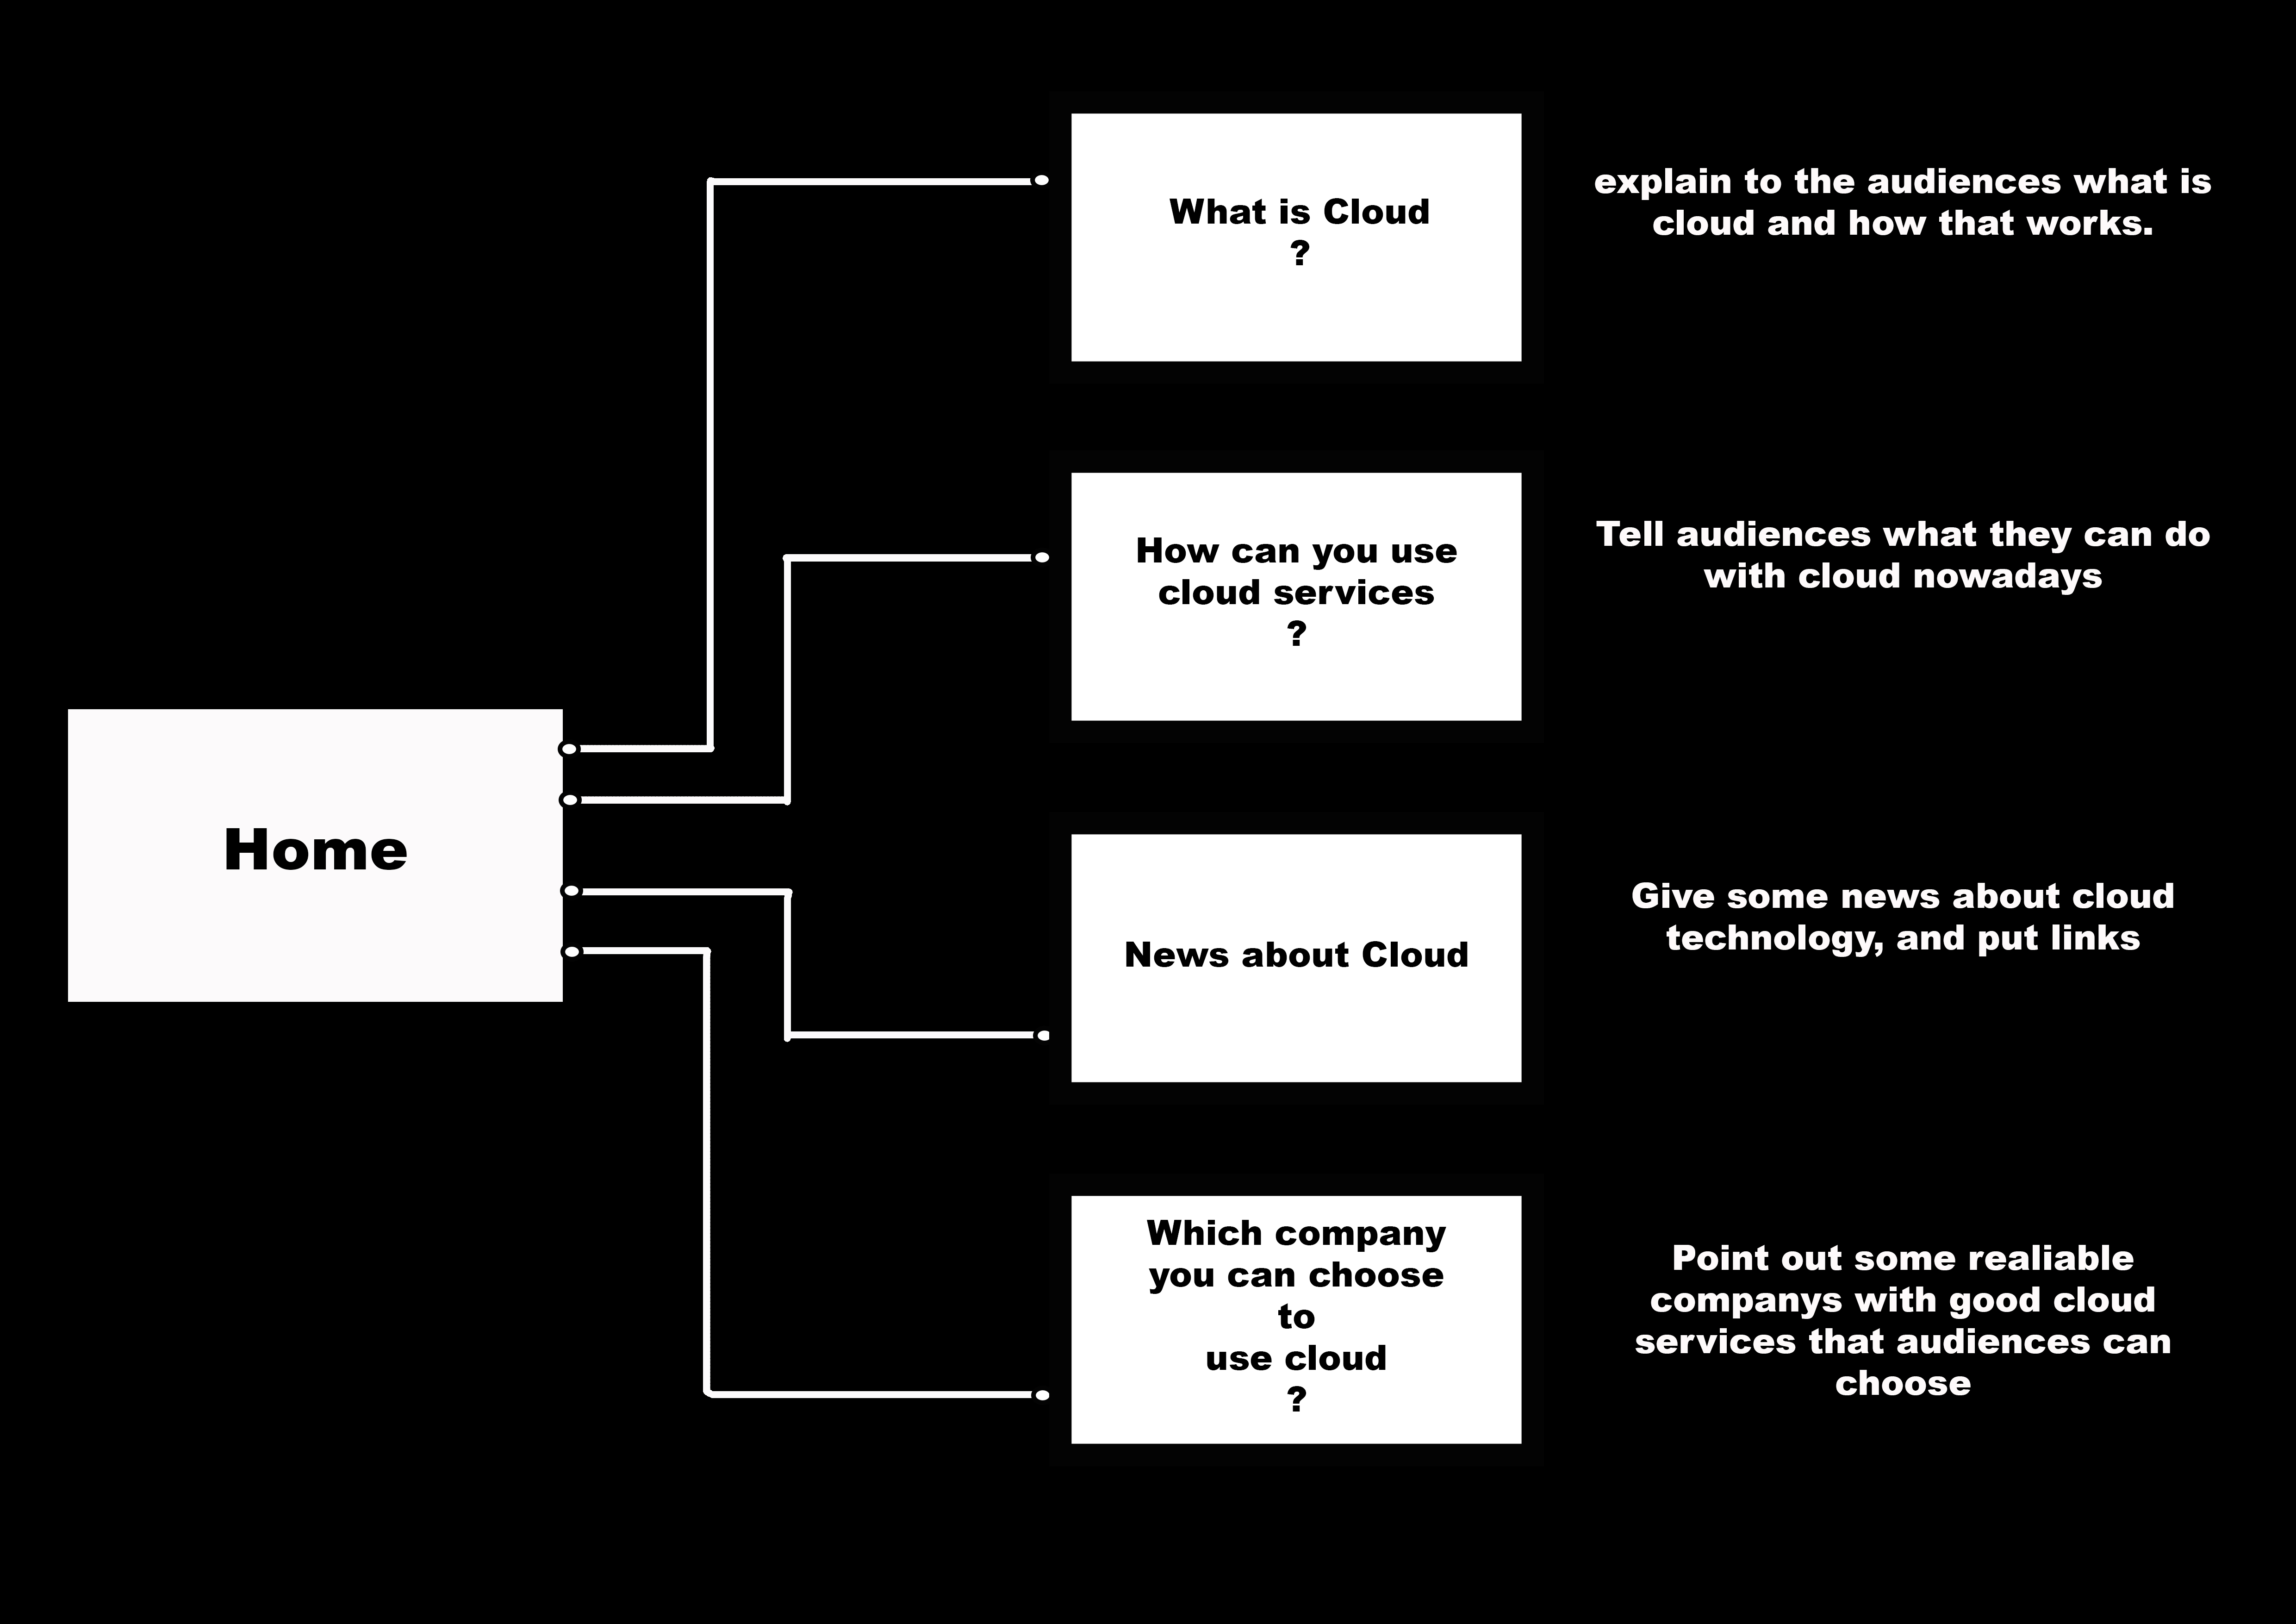 What is Cloud
?
explain to the audiences what is
cloud and how that works.
How can you use
cloud services
?
Tell audiences what they can do
with cloud nowadays
Home
News about Cloud
Give some news about cloud
technology, and put links
Which company
you can choose
to
use cloud
?
Point out some realiable
companys with good cloud
services that audiences can
choose